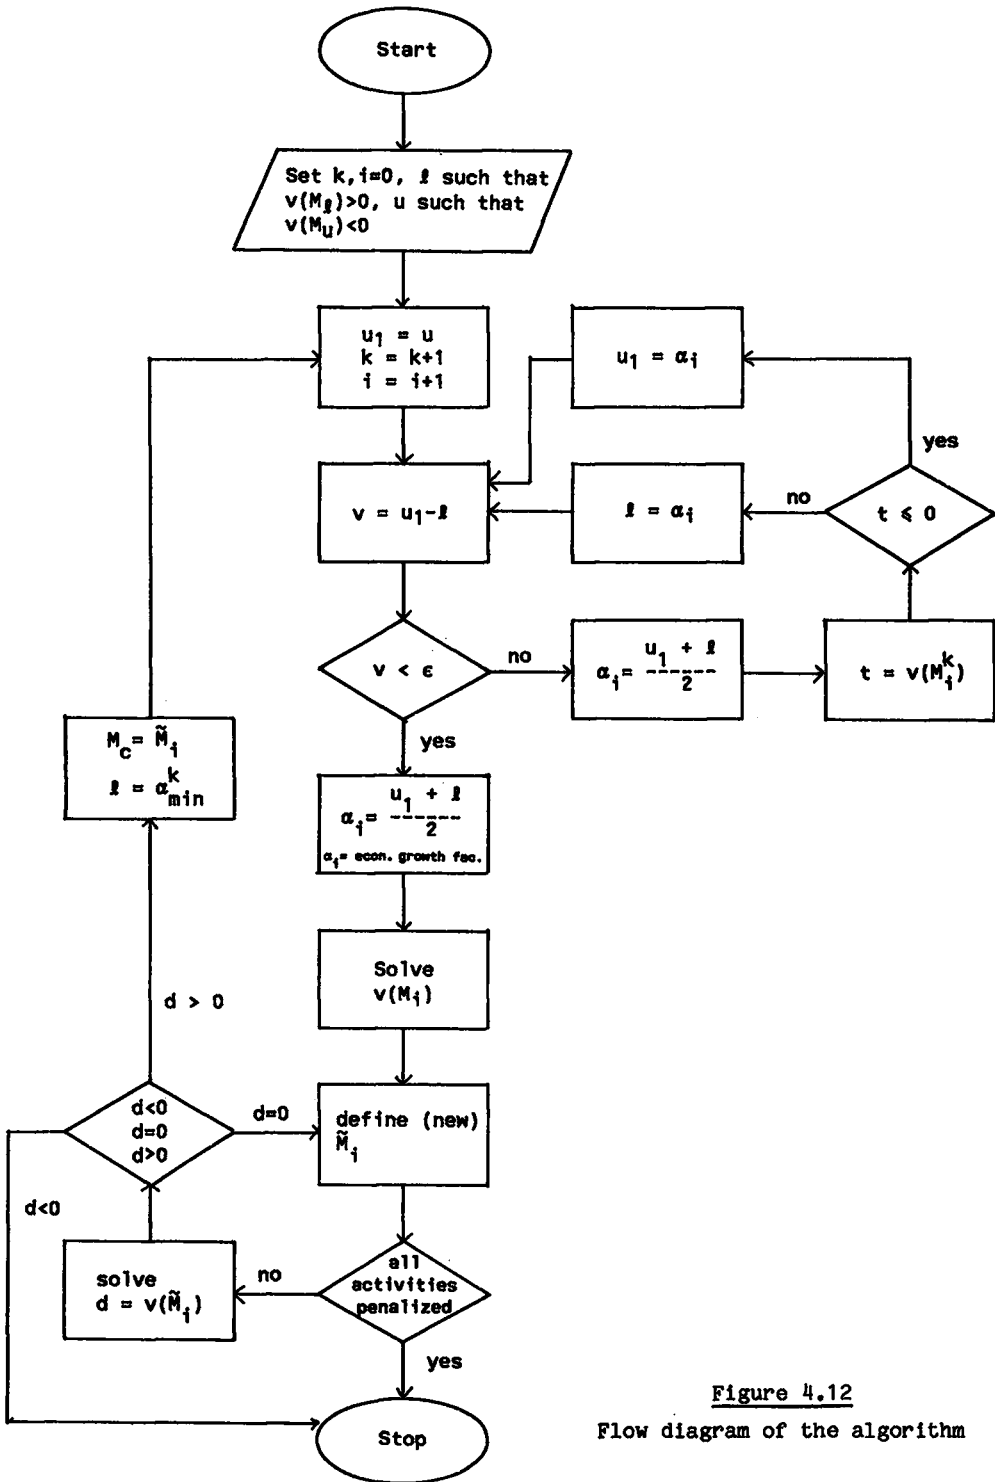 Start
Set k,i=0, ℓ such that
v(Mℓ)>0, u such that
v(Mu)<0
u1 = u
k = k+1
i = i+1
u1 = αi
yes
v = u1-ℓ
ℓ = αi
no
t ≤ 0
v < ϵ
no
αi= u1 + ℓ
-------
2
t = v(M_i^k)
yes
Mc= M̃i
ℓ = α_min^k
αi= u1 + ℓ
-------
2
αi= econ. growth fac.
Solve
v(Mi)
d > 0
d<0
d=0
d>0
d=0
define (new)
M̃i
d<0
solve
d = v(M̃i)
no
all
activities
penalized
yes
Stop
Figure 4.12
Flow diagram of the algorithm